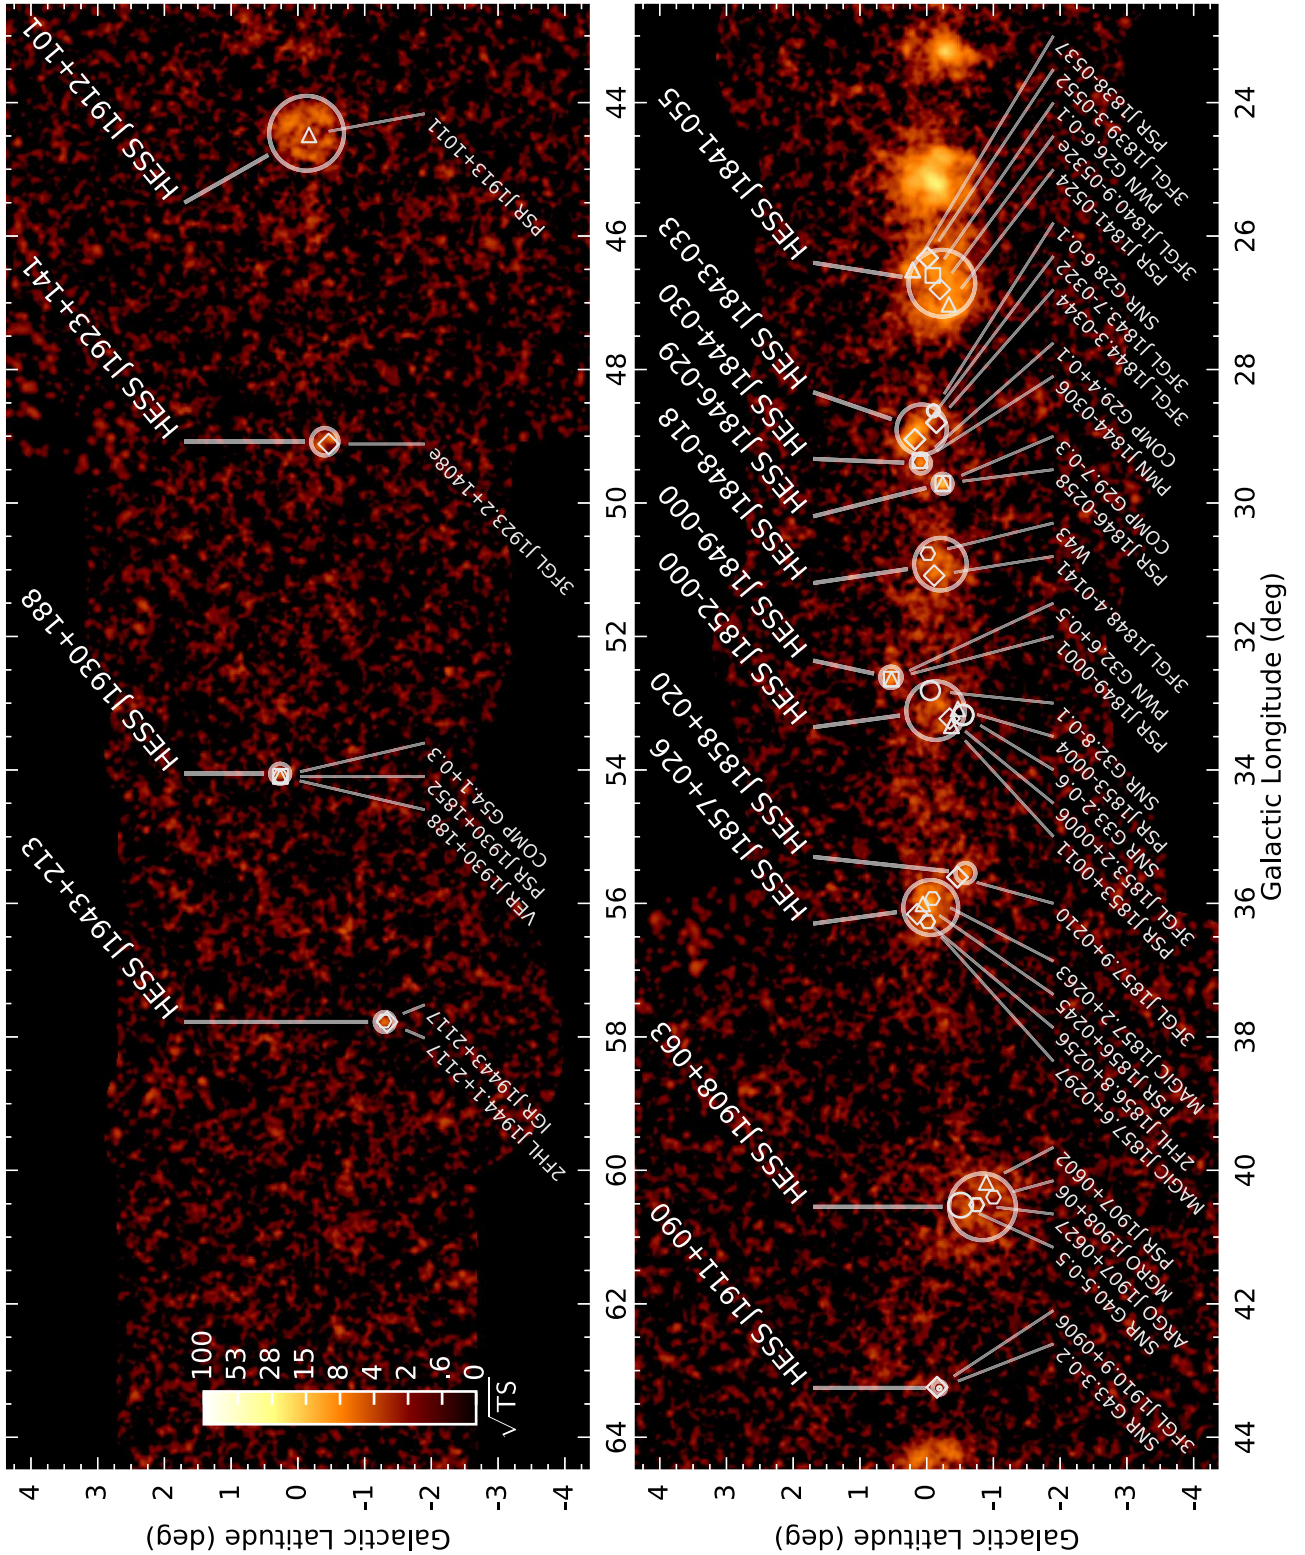 HESS J1943+213
HESS J1930+188
HESS J1923+141
HESS J1912+101
2FHL J1944.1+2117
IGR J19443+2117
VER J1930+188
PSR J1930+1852
COMP G54.1+0.3
3FGL J1923.2+1408e
PSR J1913+1011
100
53
28
15
8
4
2
.6
0
√TS
4
3
2
1
0
-1
-2
-3
-4
Galactic Latitude (deg)
64
62
60
58
56
54
52
50
48
46
44
HESS J1911+090
HESS J1908+063
HESS J1857+026
HESS J1858+020
HESS J1852-000
HESS J1849-000
HESS J1848-018
HESS J1846-029
HESS J1844-030
HESS J1843-033
HESS J1841-055
3FGL J1910.9+0906
SNR G43.3-0.2
SNR G40.5-0.5
ARGO J1907+0627
MGRO J1908+06
PSR J1907+0602
MAGIC J1857.6+0297
2FHL J1856.8+0256
PSR J1856+0245
MAGIC J1857.2+0263
3FGL J1857.9+0210
PSR J1853+0011
3FGL J1853.2+0006
SNR G33.2-0.6
PSR J1853-0004
SNR G32.8-0.1
PSR J1849-0001
PWN G32.6+0.5
3FGL J1848.4-0141
W43
PSR J1846-0258
COMP G29.7-0.3
PMN J1844-0306
COMP G29.4+0.1
3FGL J1844.3-0344
3FGL J1843.7-0322
SNR G28.6-0.1
3FGL J1840.9-0532e
PSR J1841-0524
PWN G26.6-0.1
3FGL J1839.3-0552
PSR J1838-0537
4
3
2
1
0
-1
-2
-3
-4
Galactic Latitude (deg)
44
42
40
38
36
34
32
30
28
26
24
Galactic Longitude (deg)